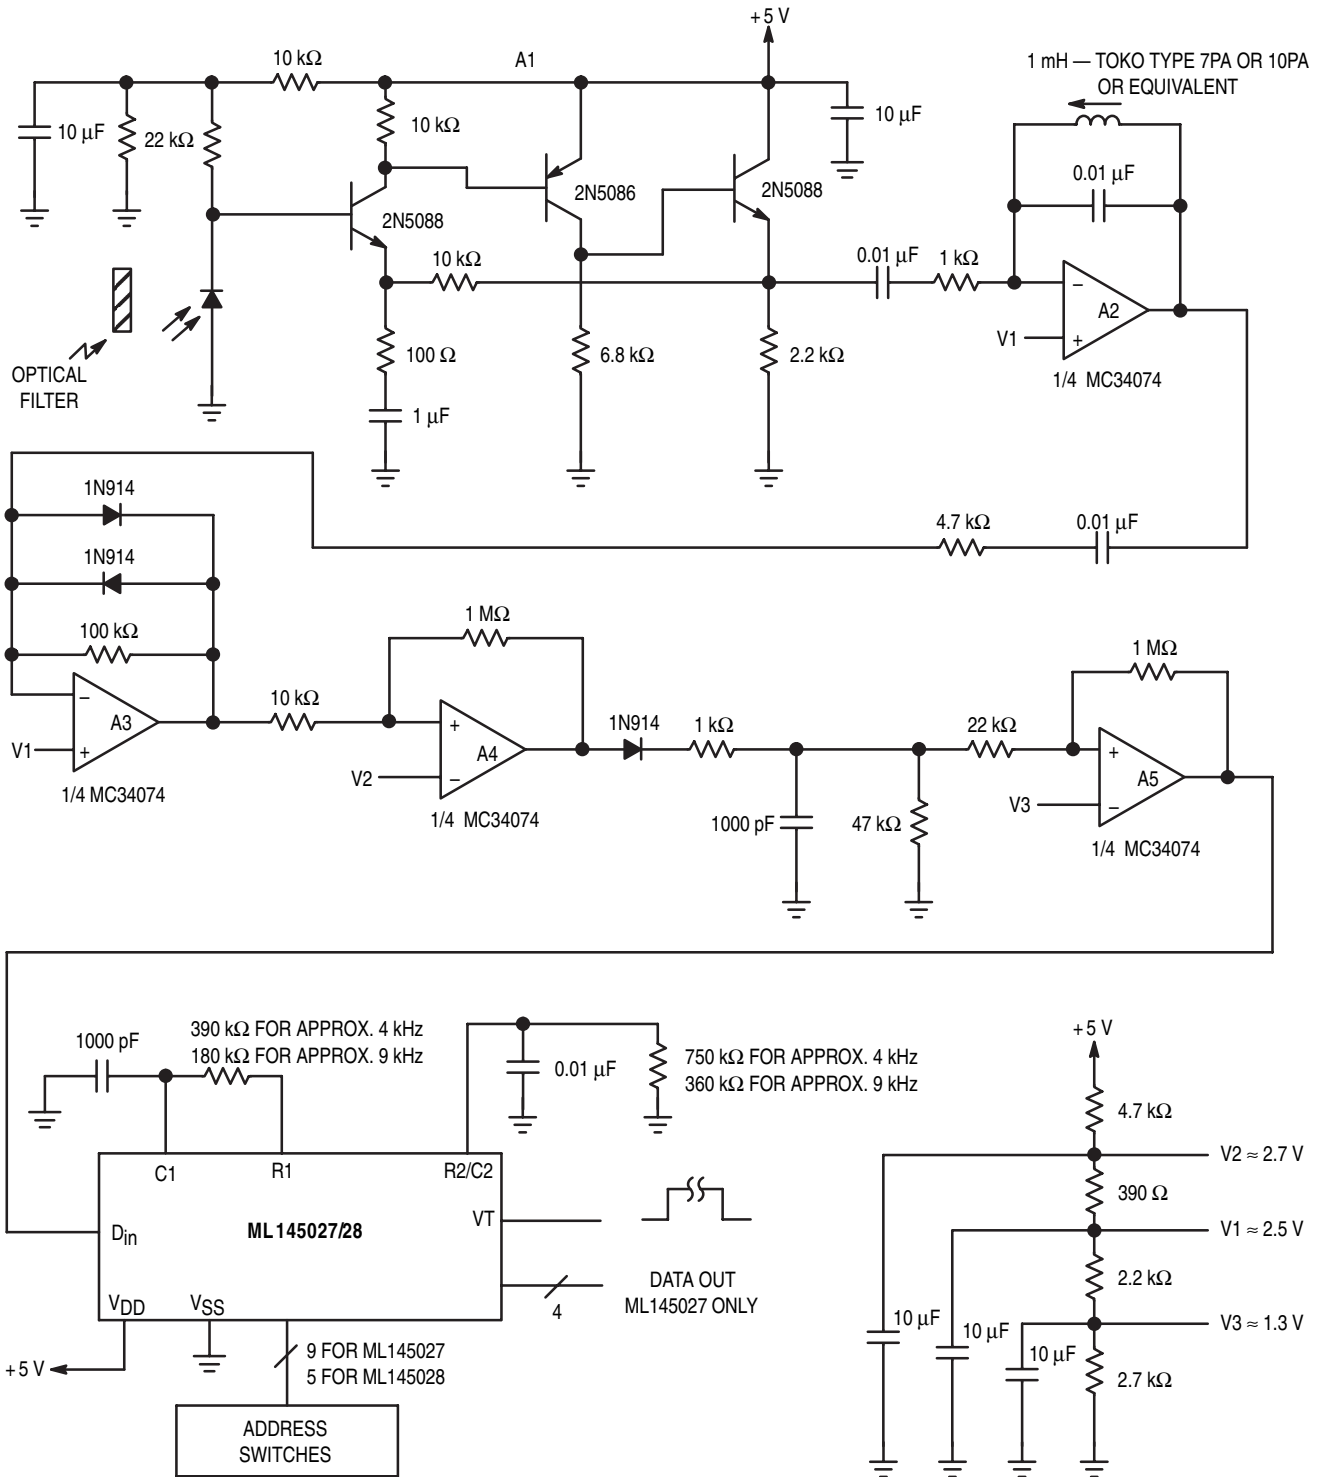 +5 V
10 kΩ
A1
1 mH — TOKO TYPE 7PA OR 10PA
OR EQUIVALENT
10 µF
22 kΩ
10 kΩ
10 µF
2N5088
2N5086
2N5088
0.01 µF
10 kΩ
0.01 µF
1 kΩ
–
A2
V1
+
1/4 MC34074
OPTICAL
FILTER
100 Ω
6.8 kΩ
2.2 kΩ
1 µF
1N914
4.7 kΩ
0.01 µF
1N914
100 kΩ
1 MΩ
1 MΩ
–
A3
V1
+
1/4 MC34074
10 kΩ
+
A4
V2
–
1/4 MC34074
1N914
1 kΩ
22 kΩ
+
A5
V3
–
1/4 MC34074
1000 pF
47 kΩ
1000 pF
390 kΩ FOR APPROX. 4 kHz
180 kΩ FOR APPROX. 9 kHz
0.01 µF
750 kΩ FOR APPROX. 4 kHz
360 kΩ FOR APPROX. 9 kHz
+5 V
4.7 kΩ
V2 ≈ 2.7 V
390 Ω
V1 ≈ 2.5 V
2.2 kΩ
V3 ≈ 1.3 V
2.7 kΩ
10 µF
10 µF
10 µF
C1
R1
R2/C2
Din
ML145027/28
VT
VDD
VSS
DATA OUT
ML145027 ONLY
4
+5 V
9 FOR ML145027
5 FOR ML145028
ADDRESS
SWITCHES